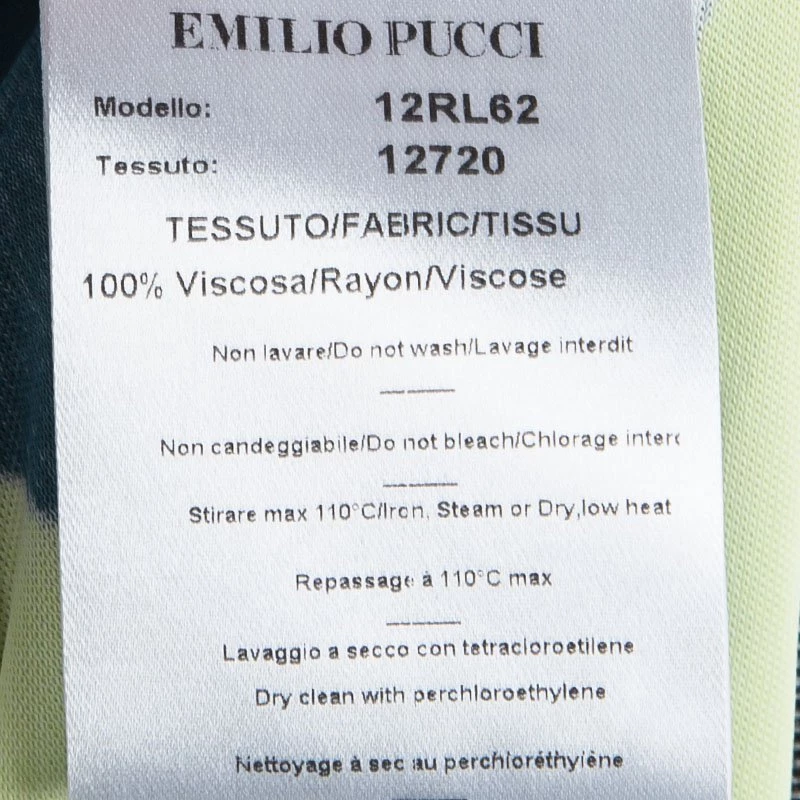 EMILIO PUCCI
Modello: 12RL62
Tessuto: 12720
TESSUTO/FABRIC/TISSU
100% Viscosa/Rayon/Viscose
Non lavare/Do not wash/Lavage interdit
Non candeggiabile/Do not bleach/Chlorage interc
Stirare max 110°C/Iron, Steam or Dry,low heat
Repassage à 110°C max
Lavaggio a secco con tetracloroetilene
Dry clean with perchloroethylene
Nettoyage à sec au perchloréthylène